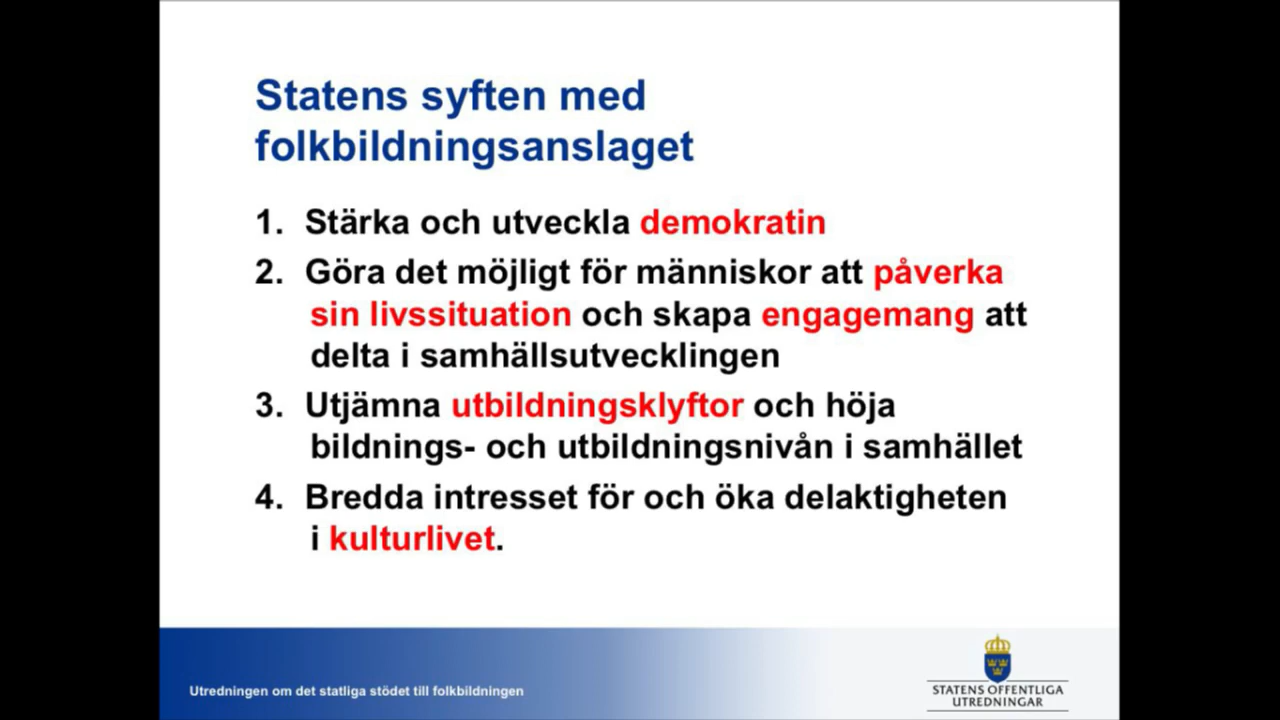 Statens syften med
folkbildningsanslaget
1. Stärka och utveckla demokratin
2. Göra det möjligt för människor att påverka
sin livssituation och skapa engagemang att
delta i samhällsutvecklingen
3. Utjämna utbildningsklyftor och höja
bildnings- och utbildningsnivån i samhället
4. Bredda intresset för och öka delaktigheten
i kulturlivet.
Utredningen om det statliga stödet till folkbildningen
STATENS OFFENTLIGA
UTREDNINGAR